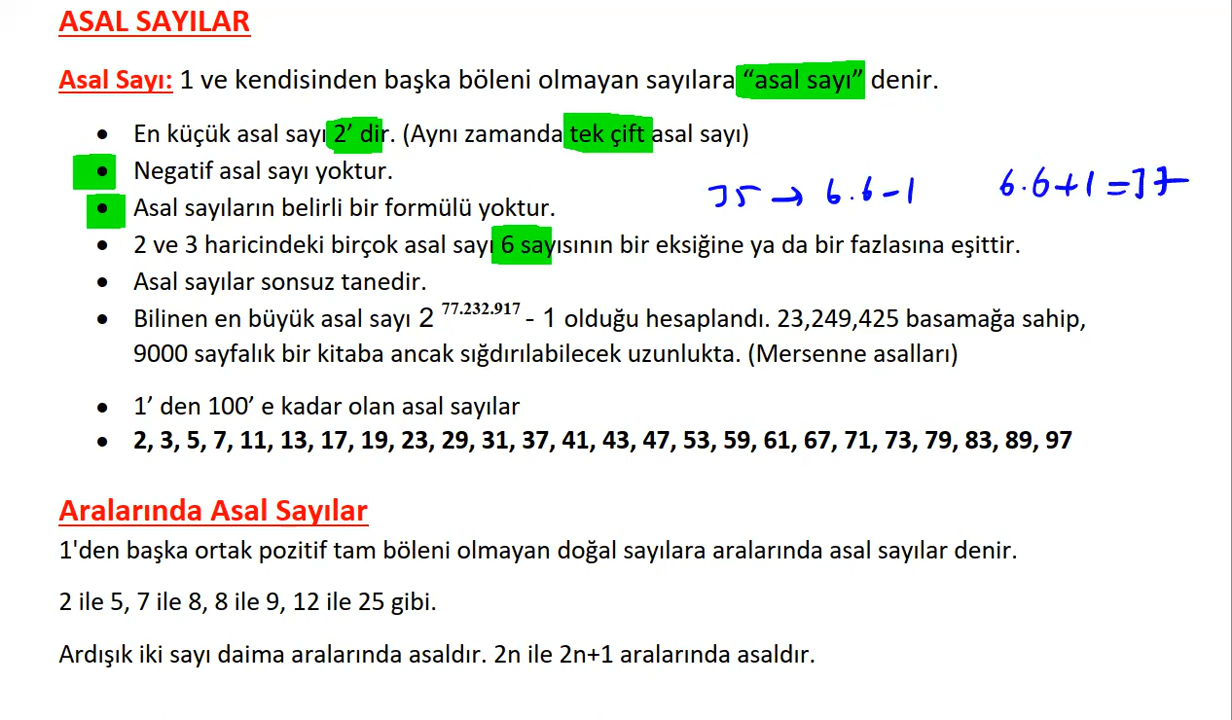 ASAL SAYILAR
Asal Sayı: 1 ve kendisinden başka böleni olmayan sayılara “asal sayı” denir.
• En küçük asal sayı 2’ dir. (Aynı zamanda tek çift asal sayı)
• Negatif asal sayı yoktur.
35 → 6.6-1 6.6+1=37
• Asal sayıların belirli bir formülü yoktur.
• 2 ve 3 haricindeki birçok asal sayı 6 sayısının bir eksiğine ya da bir fazlasına eşittir.
• Asal sayılar sonsuz tanedir.
• Bilinen en büyük asal sayı 2 ^77.232.917 - 1 olduğu hesaplandı. 23,249,425 basamağa sahip,
9000 sayfalık bir kitaba ancak sığdırılabilecek uzunlukta. (Mersenne asalları)
• 1’ den 100’ e kadar olan asal sayılar
• 2, 3, 5, 7, 11, 13, 17, 19, 23, 29, 31, 37, 41, 43, 47, 53, 59, 61, 67, 71, 73, 79, 83, 89, 97
Aralarında Asal Sayılar
1'den başka ortak pozitif tam böleni olmayan doğal sayılara aralarında asal sayılar denir.
2 ile 5, 7 ile 8, 8 ile 9, 12 ile 25 gibi.
Ardışık iki sayı daima aralarında asaldır. 2n ile 2n+1 aralarında asaldır.